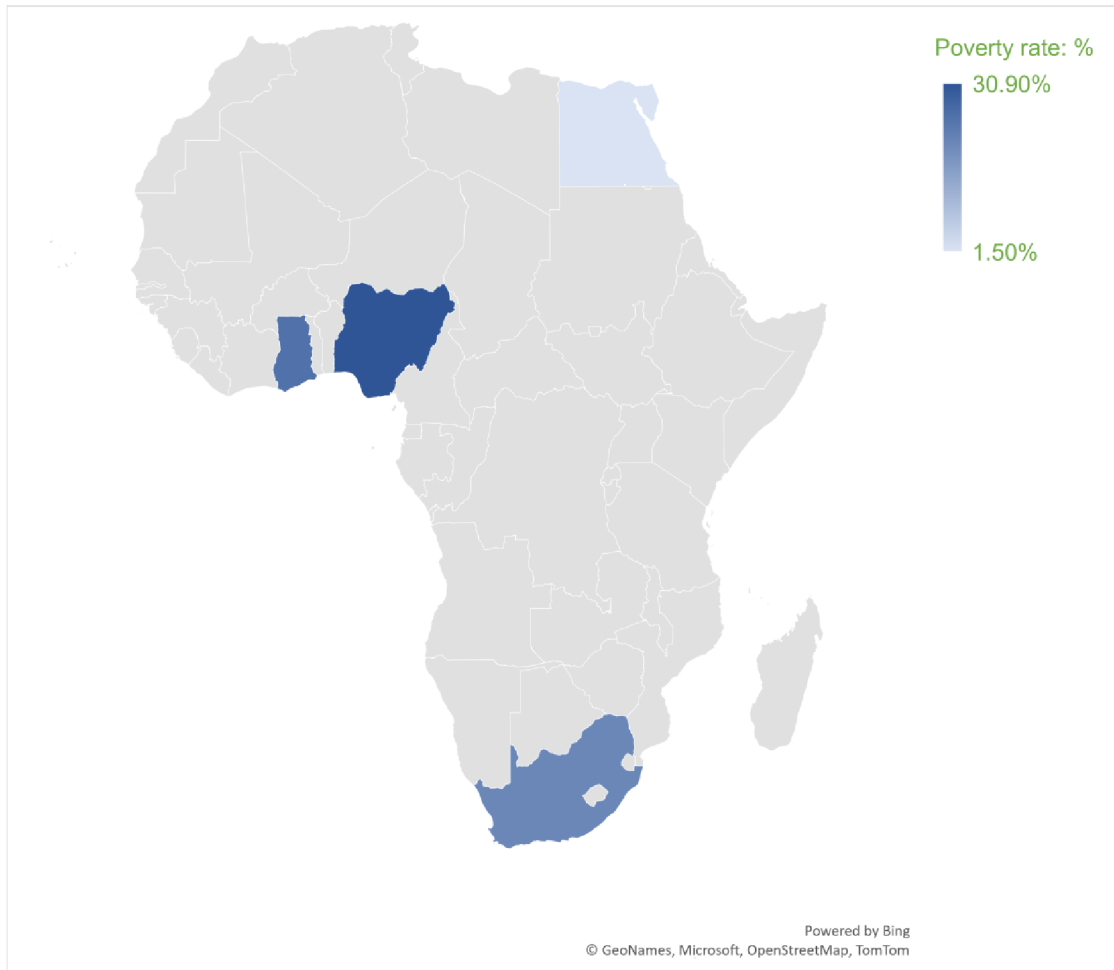 Poverty rate: %
30.90%
1.50%
Powered by Bing
© GeoNames, Microsoft, OpenStreetMap, TomTom